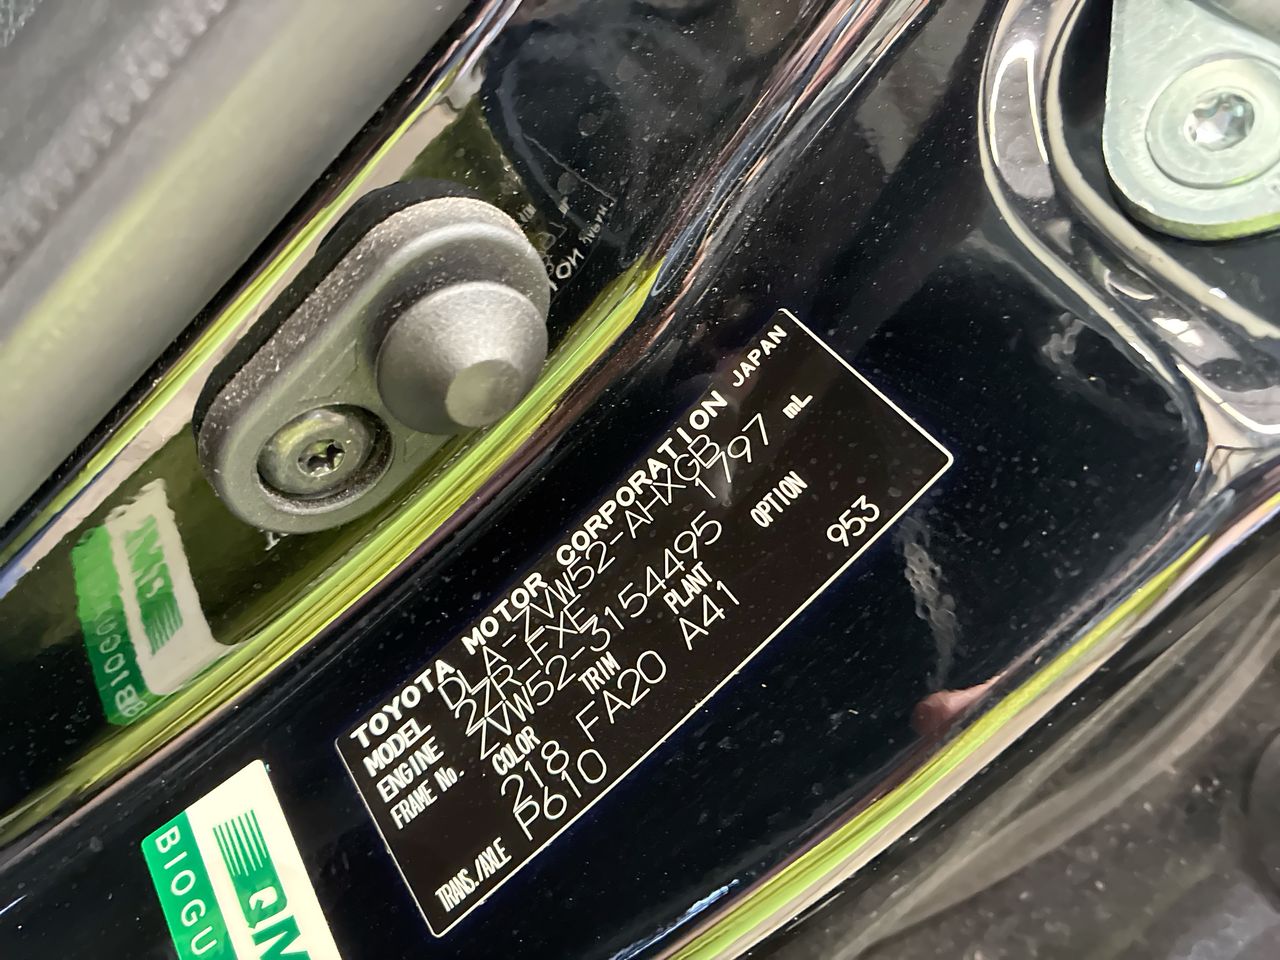 TOYOTA MOTOR CORPORATION JAPAN
MODEL DLA-ZVW52-AHXGB
ENGINE 2ZR-FXE 1797 mL
FRAME No. ZVW52-3154495
COLOR TRIM PLANT OPTION
218 FA20 A41 953
TRANS./AXLE P610
BIOGU
QM